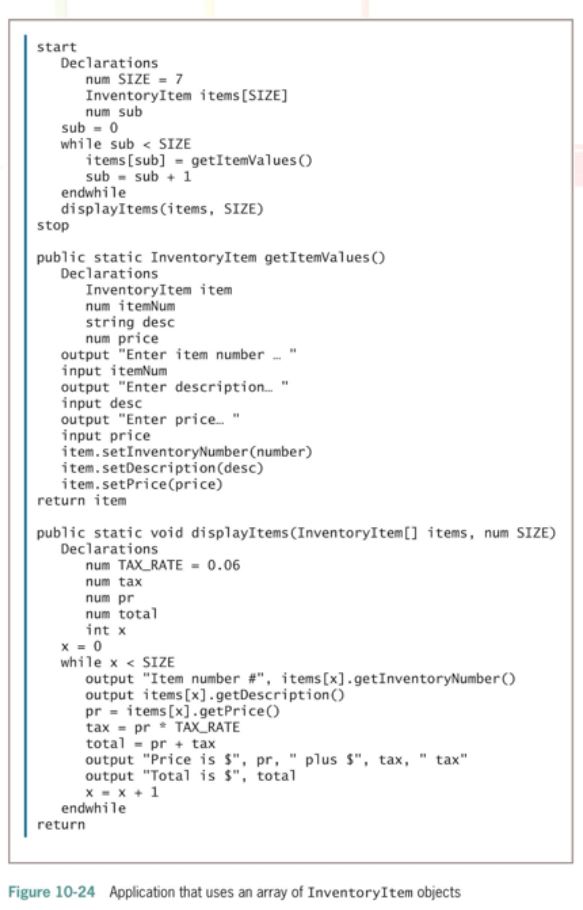 start
Declarations
num SIZE = 7
InventoryItem items[SIZE]
num sub
sub = 0
while sub < SIZE
items[sub] = getItemValues()
sub = sub + 1
endwhile
displayItems(items, SIZE)
stop
public static InventoryItem getItemValues()
Declarations
InventoryItem item
num itemNum
string desc
num price
output "Enter item number … "
input itemNum
output "Enter description… "
input desc
output "Enter price… "
input price
item.setInventoryNumber(number)
item.setDescription(desc)
item.setPrice(price)
return item
public static void displayItems(InventoryItem[] items, num SIZE)
Declarations
num TAX_RATE = 0.06
num tax
num pr
num total
int x
x = 0
while x < SIZE
output "Item number #", items[x].getInventoryNumber()
output items[x].getDescription()
pr = items[x].getPrice()
tax = pr * TAX_RATE
total = pr + tax
output "Price is $", pr, " plus $", tax, " tax"
output "Total is $", total
x = x + 1
endwhile
return
Figure 10-24 Application that uses an array of InventoryItem objects